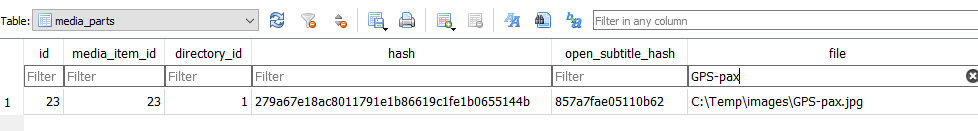 Table: media_parts Filter in any column
id media_item_id directory_id hash open_subtitle_hash file
Filter Filter Filter Filter Filter GPS-pax
1 23 23 1 279a67e18ac8011791e1b86619c1fe1b0655144b 857a7fae05110b62 C:\Temp\images\GPS-pax.jpg